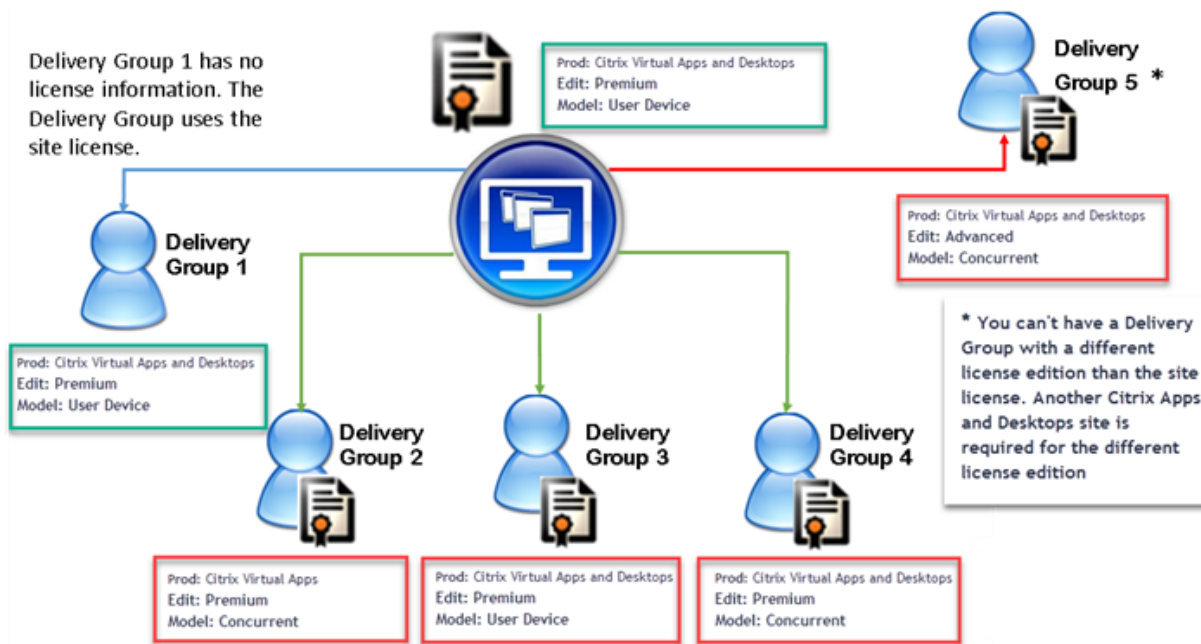 Delivery Group 1 has no
license information. The
Delivery Group uses the
site license.
Prod: Citrix Virtual Apps and Desktops
Edit: Premium
Model: User Device
Delivery
Group 5 *
Prod: Citrix Virtual Apps and Desktops
Edit: Advanced
Model: Concurrent
* You can't have a Delivery
Group with a different
license edition than the site
license. Another Citrix Apps
and Desktops site is
required for the different
license edition
Delivery
Group 1
Prod: Citrix Virtual Apps and Desktops
Edit: Premium
Model: User Device
Delivery
Group 2
Prod: Citrix Virtual Apps
Edit: Premium
Model: Concurrent
Delivery
Group 3
Prod: Citrix Virtual Apps and Desktops
Edit: Premium
Model: User Device
Delivery
Group 4
Prod: Citrix Virtual Apps and Desktops
Edit: Premium
Model: Concurrent